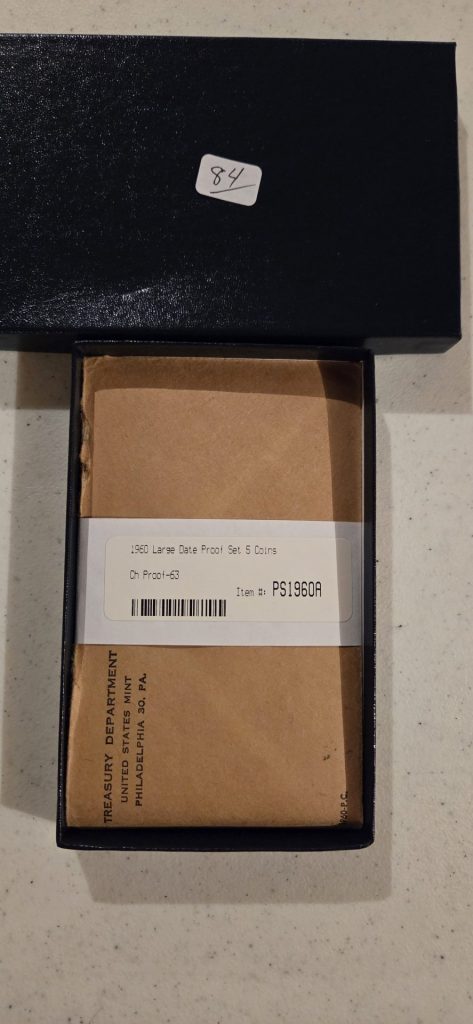 84
1960 Large Date Proof Set 5 Coins
Ch Proof-63
Item #: PS1960A
TREASURY DEPARTMENT
UNITED STATES MINT
PHILADELPHIA 30, PA.
960-P.C.